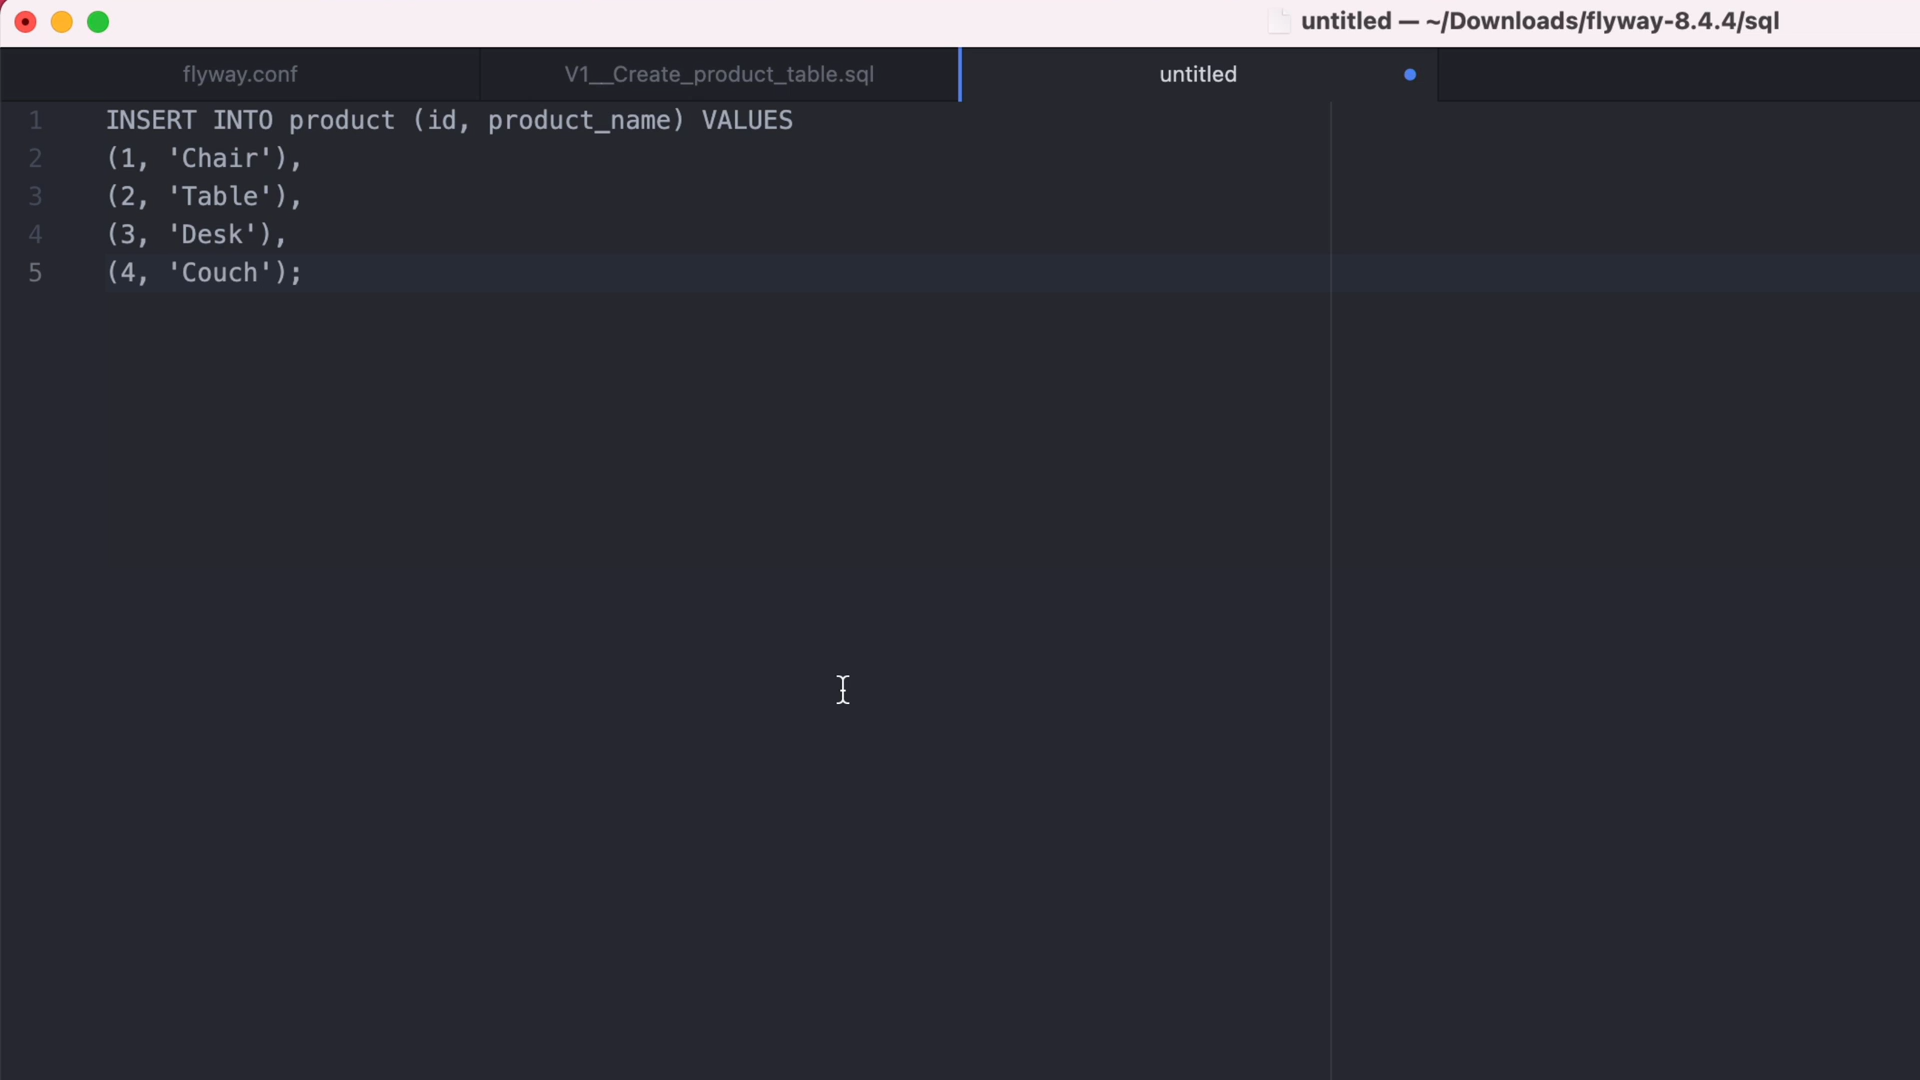 untitled — ~/Downloads/flyway-8.4.4/sql
flyway.conf
V1__Create_product_table.sql
untitled
1 INSERT INTO product (id, product_name) VALUES
2 (1, 'Chair'),
3 (2, 'Table'),
4 (3, 'Desk'),
5 (4, 'Couch');